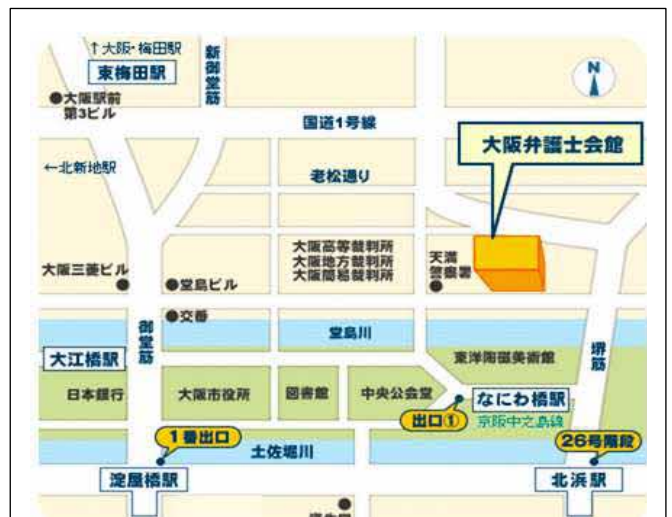 ↑大阪・梅田駅
東梅田駅
新御堂筋
N
●大阪駅前
第3ビル
国道1号線
大阪弁護士会館
←北新地駅
老松通り
大阪高等裁判所
大阪地方裁判所
大阪簡易裁判所
天満
警察署
大阪三菱ビル
●堂島ビル
●交番
御堂筋
堂島川
堺筋
大江橋駅
東洋陶磁美術館
日本銀行
大阪市役所
図書館
中央公会堂
なにわ橋駅
出口①
京阪中之島線
1番出口
土佐堀川
26号階段
淀屋橋駅
北浜駅